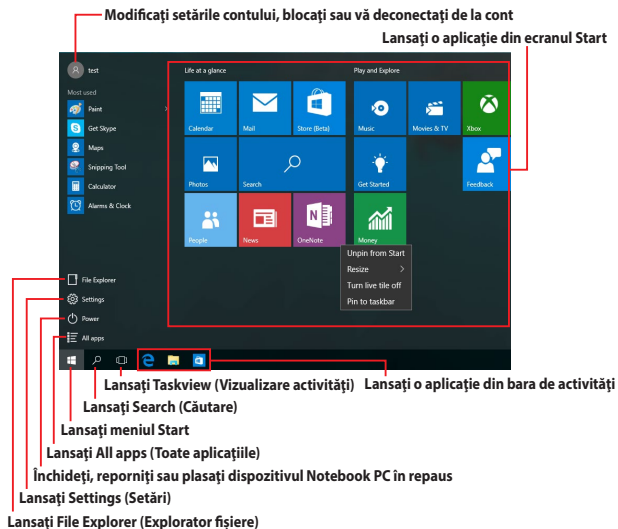 Modificaţi setările contului, blocaţi sau vă deconectaţi de la cont
Lansaţi o aplicaţie din ecranul Start
test
Life at a glance
Play and Explore
Most used
Paint
Get Skype
Maps
Snipping Tool
Calculator
Alarms & Clock
Calendar
Mail
Store (Beta)
Music
Movies & TV
Xbox
Photos
Search
Get Started
Feedback
People
News
OneNote
Money
Unpin from Start
Resize
Turn live tile off
Pin to taskbar
File Explorer
Settings
Power
All apps
Lansaţi Taskview (Vizualizare activităţi)
Lansaţi o aplicaţie din bara de activităţi
Lansaţi Search (Căutare)
Lansaţi meniul Start
Lansaţi All apps (Toate aplicaţiile)
Închideţi, reporniţi sau plasaţi dispozitivul Notebook PC în repaus
Lansaţi Settings (Setări)
Lansaţi File Explorer (Explorator fişiere)